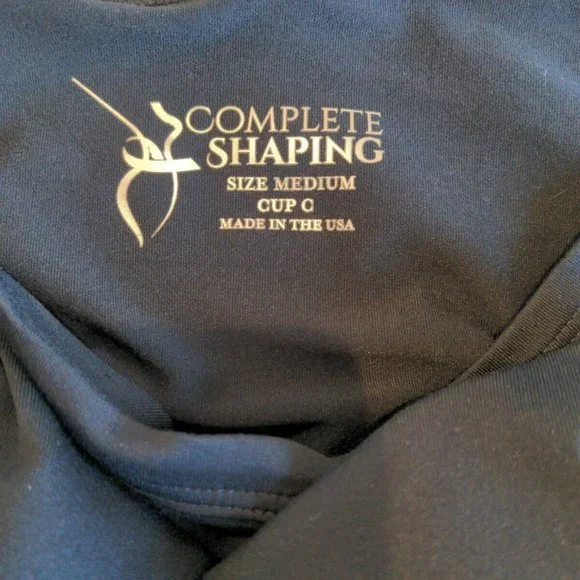 COMPLETE
SHAPING
SIZE MEDIUM
CUP C
MADE IN THE USA